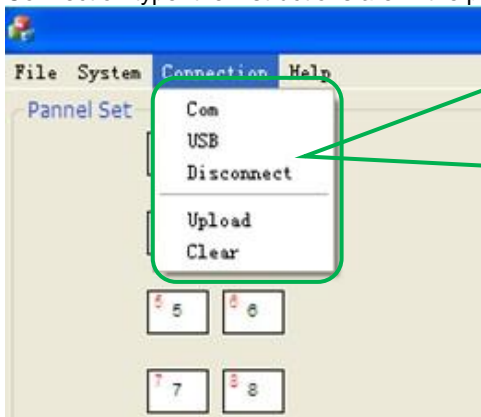 File System Connection Help
Pannel Set
Com
USB
Disconnect
Upload
Clear
5 5 6 6
7 7 8 8